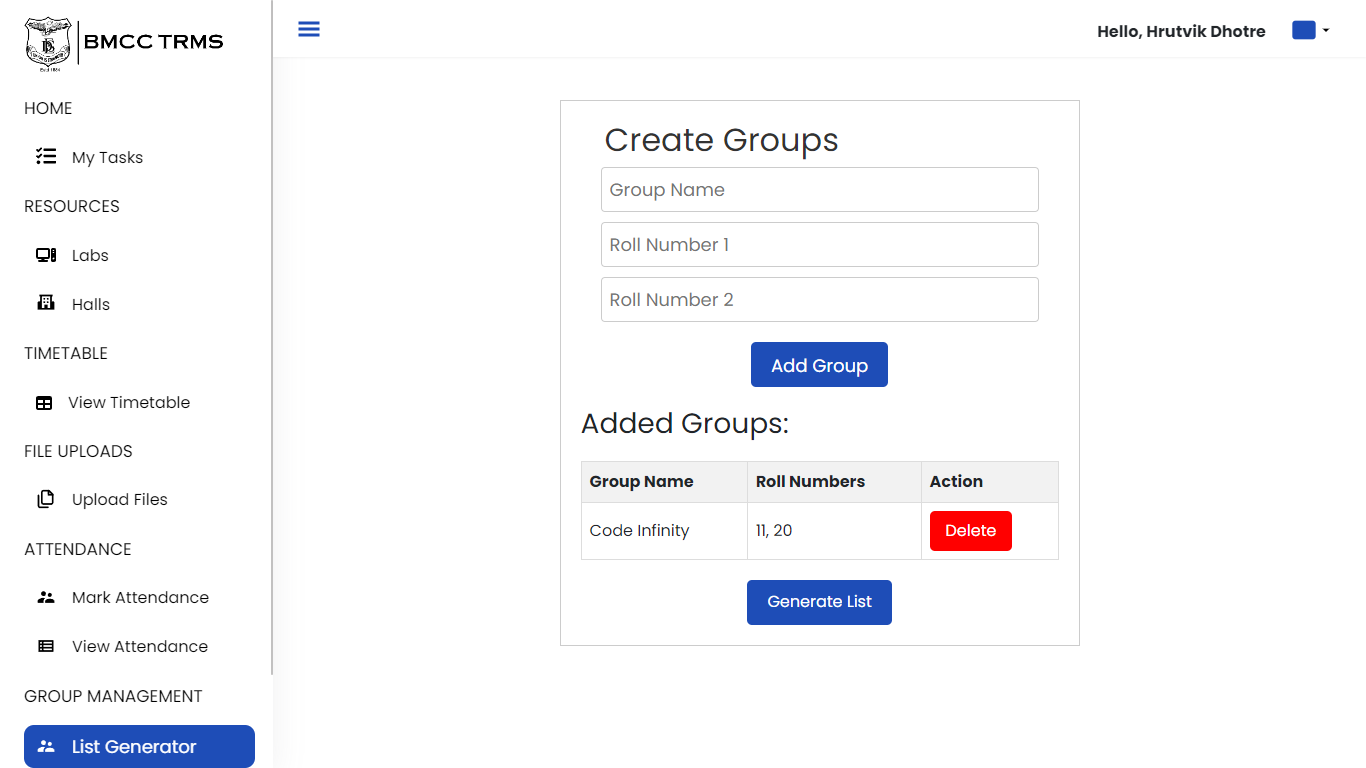 BMCC TRMS
Hello, Hrutvik Dhotre
HOME
My Tasks
RESOURCES
Labs
Halls
TIMETABLE
View Timetable
FILE UPLOADS
Upload Files
ATTENDANCE
Mark Attendance
View Attendance
GROUP MANAGEMENT
List Generator
Create Groups
Group Name
Roll Number 1
Roll Number 2
Add Group
Added Groups:
Group Name Roll Numbers Action
Code Infinity 11, 20 Delete
Generate List